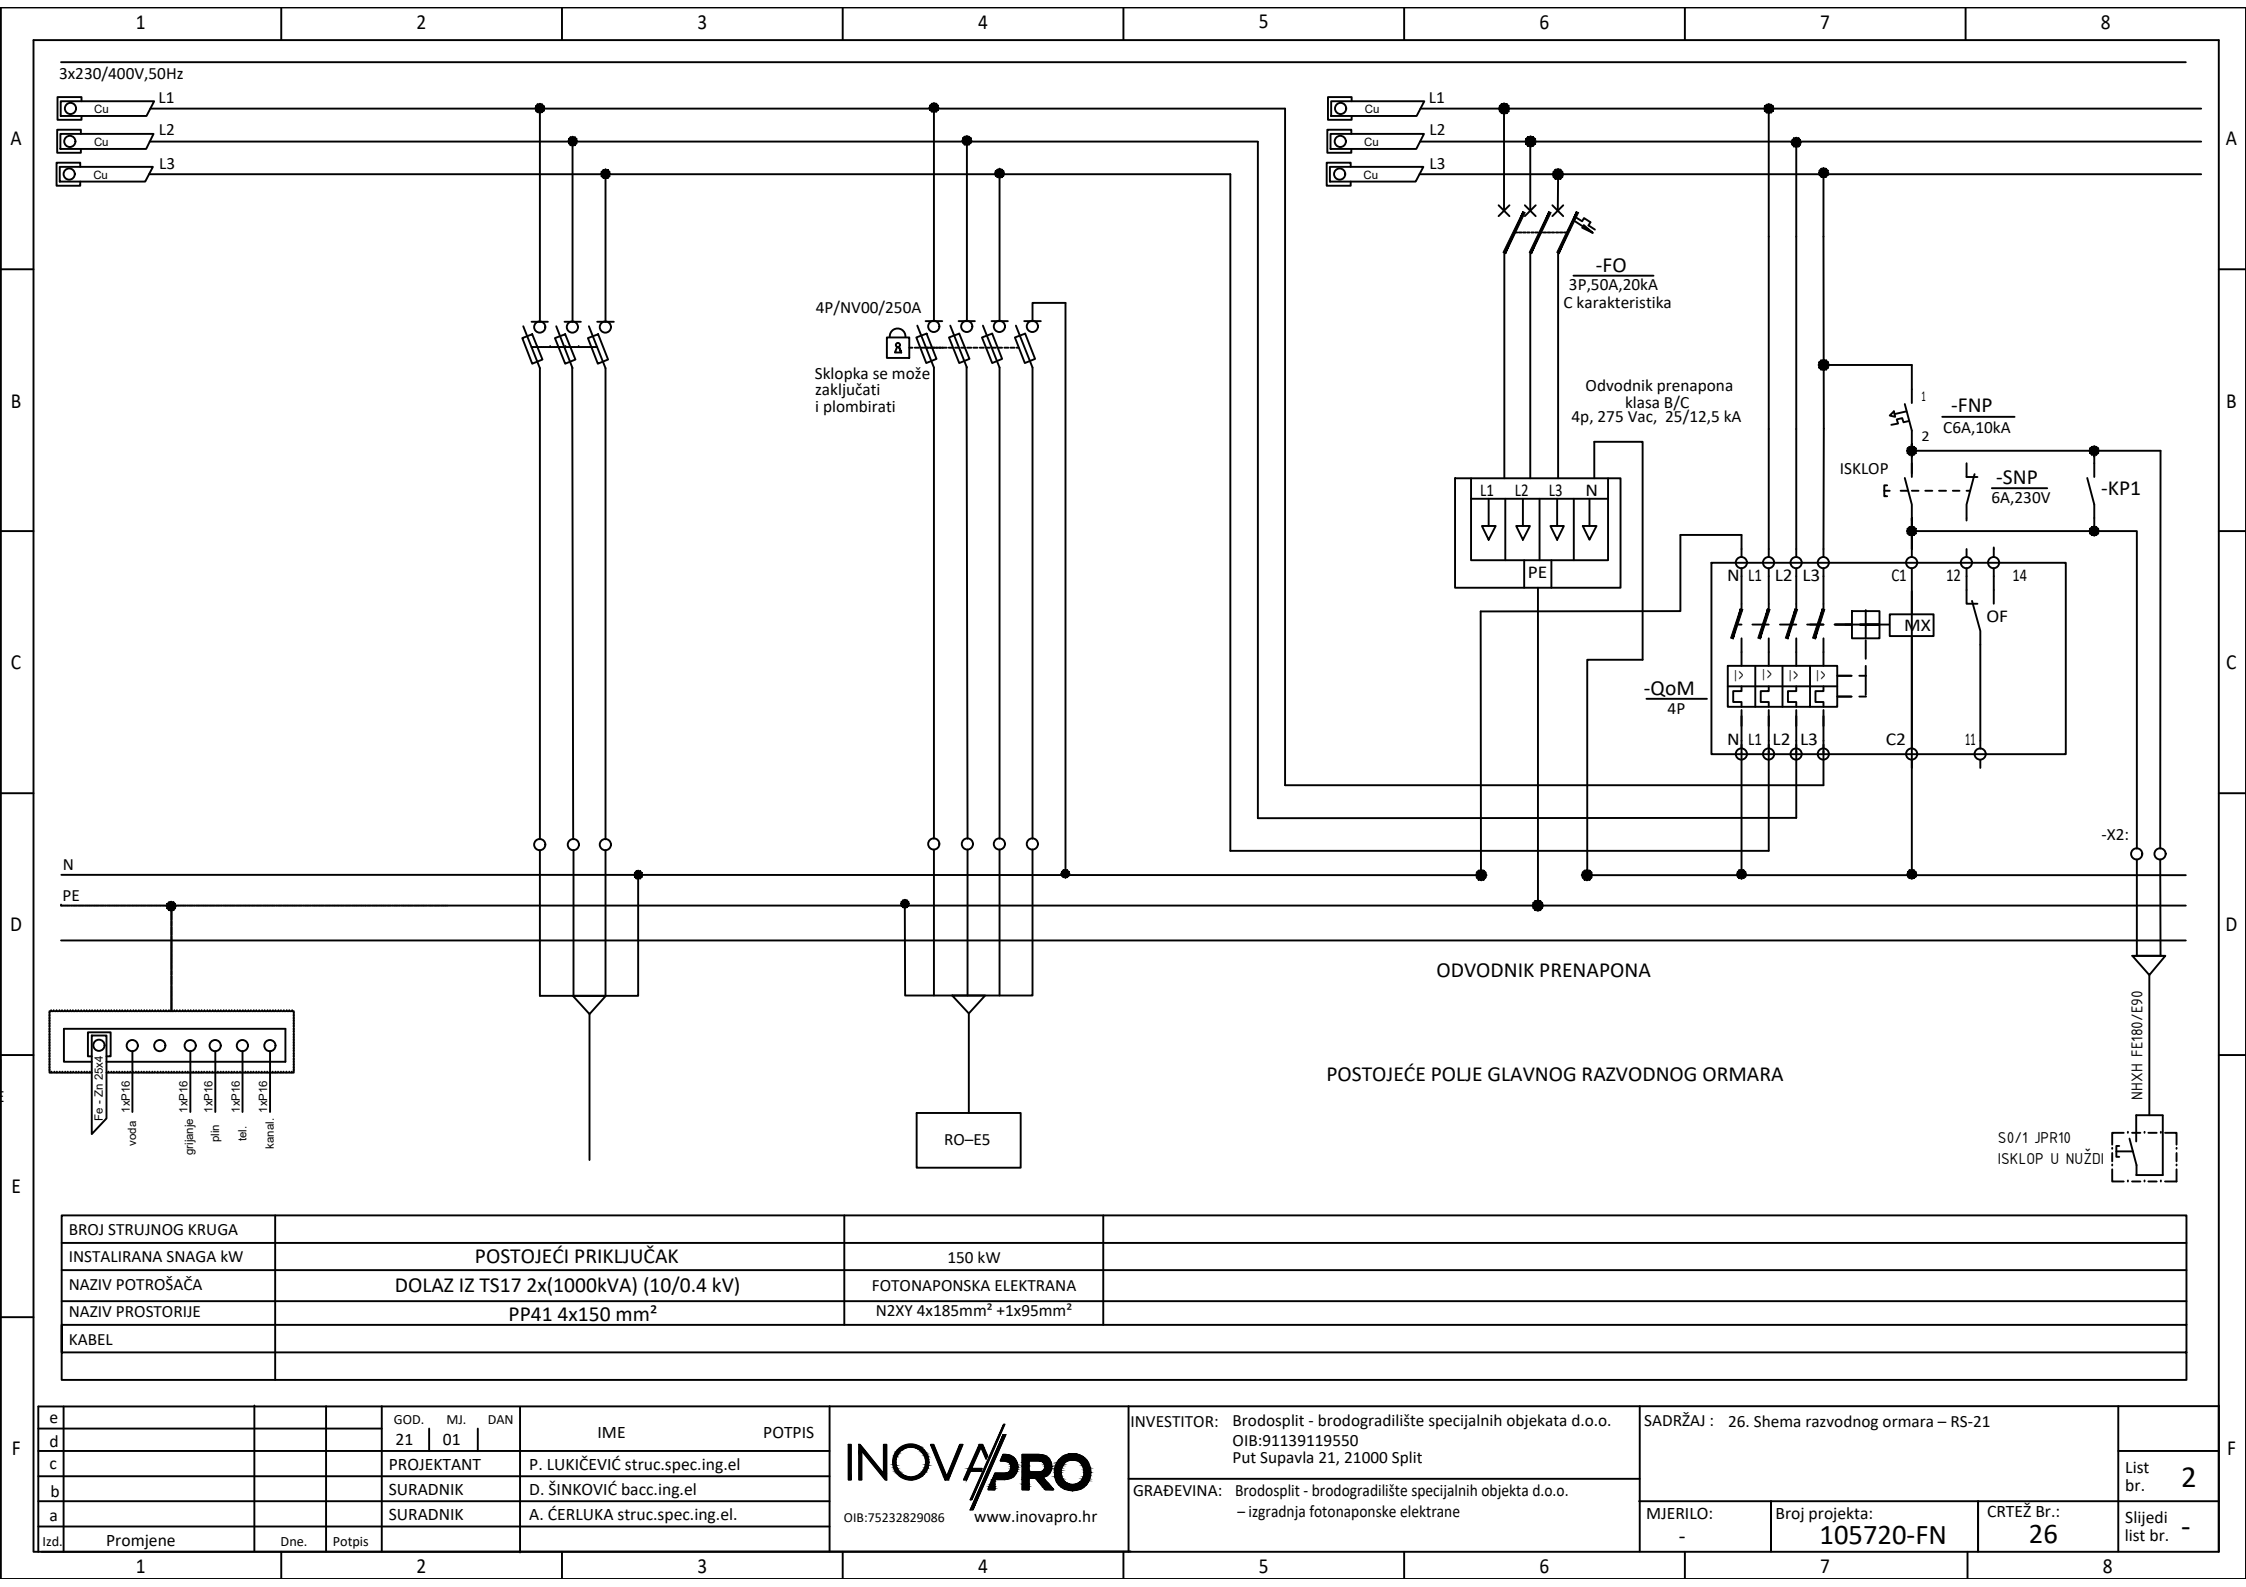 1 2 3 4 5 6 7 8
A A
B B
C C
D D
E
F F
3x230/400V,50Hz
Cu L1
Cu L2
Cu L3
Cu L1
Cu L2
Cu L3
4P/NV00/250A
Sklopka se može
zaključati
i plombirati
-FO
3P,50A,20kA
C karakteristika
Odvodnik prenapona
klasa B/C
4p, 275 Vac, 25/12,5 kA
L1 L2 L3 N
PE
1
-FNP
C6A,10kA
2
ISKLOP
-SNP
6A,230V
-KP1
N L1 L2 L3 C1 12 14
MX
OF
I> I> I> I>
-QoM
4P
N L1 L2 L3 C2 11
-X2:
N
PE
ODVODNIK PRENAPONA
POSTOJEĆE POLJE GLAVNOG RAZVODNOG ORMARA
NHXH FE180/E90
S0/1 JPR10
ISKLOP U NUŽDI
Fe - Zn 25x4
1xP16
voda
1xP16
grijanje
1xP16
plin
1xP16
tel.
1xP16
kanal.
RO–E5
BROJ STRUJNOG KRUGA
INSTALIRANA SNAGA kW POSTOJEĆI PRIKLJUČAK 150 kW
NAZIV POTROŠAČA DOLAZ IZ TS17 2x(1000kVA) (10/0.4 kV) FOTONAPONSKA ELEKTRANA
NAZIV PROSTORIJE PP41 4x150 mm² N2XY 4x185mm² +1x95mm²
KABEL
e
d
c
b
a
Izd. Promjene Dne. Potpis
GOD. MJ. DAN
21 01
IME POTPIS
PROJEKTANT P. LUKIČEVIĆ struc.spec.ing.el
SURADNIK D. ŠINKOVIĆ bacc.ing.el
SURADNIK A. ĆERLUKA struc.spec.ing.el.
INOVAPRO
OIB:75232829086 www.inovapro.hr
INVESTITOR: Brodosplit - brodogradilište specijalnih objekata d.o.o.
OIB:91139119550
Put Supavla 21, 21000 Split
GRAĐEVINA: Brodosplit - brodogradilište specijalnih objekta d.o.o.
– izgradnja fotonaponske elektrane
SADRŽAJ : 26. Shema razvodnog ormara – RS-21
MJERILO:
-
Broj projekta:
105720-FN
CRTEŽ Br.:
26
List
br. 2
Slijedi
list br. -
1 2 3 4 5 6 7 8